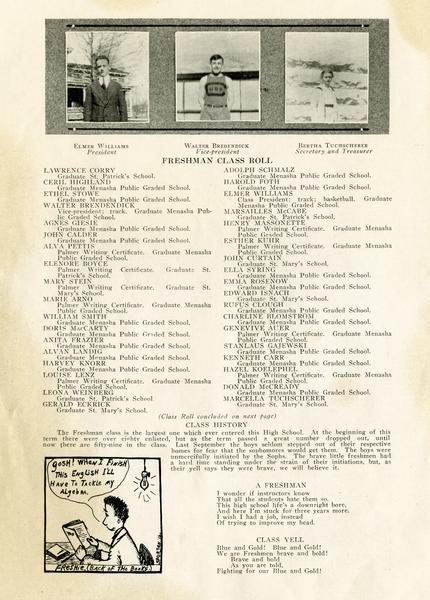 ELMER WILLIAMS
President
WALTER BREDENDICK
Vice-president
BERTHA TUCHSCHERER
Secretary and Treasurer
FRESHMAN CLASS ROLL
LAWRENCE CORRY
Graduate St. Patrick's School.
CERIL HIGHLAND
Graduate Menasha Public Graded School.
ETHEL STOWE
Graduate Menasha Public Graded School.
WALTER BRENDENDICK
Vice-president; track. Graduate Menasha Pub-
lic Graded School.
AGNES GIESIE
Graduate Menasha Public Graded School.
JOHN CALDER
Graduate Menasha Public Graded School.
ALVA PETTIS
Palmer Writing Certificate. Graduate Menasha
Public Graded School.
ELENORE BOYCE
Palmer Writing Certificate. Graduate St.
Patrick's School.
MARY STEIN
Palmer Writing Certificate. Graduate St.
Mary's School.
MARIE ARNO
Palmer Writing Certificate. Graduate Menasha
Public Graded School.
WILLIAM SMITH
Graduate Menasha Public Graded School.
DORIS McCARTY
Graduate Menasha Public Graded School.
ANITA FRAZIER
Graduate Menasha Public Graded School.
ALVAN LANDIG
Graduate Menasha Public Graded School.
HARVEY KNORR
Graduate Menasha Public Graded School.
LOUISE LENZ
Palmer Writing Certificate. Graduate Menasha
Public Graded School.
LEONA WEINBERG
Graduate St. Patrick's School
GERALD ECKRICK
Graduate St. Mary's School.
ADOLPH SCHMALZ
Graduate Menasha Public Graded School.
HAROLD FOTH
Graduate Menasha Public Graded School.
ELMER WILLIAMS
Class President; track; basketball. Graduate
Menasha Public Graded School.
MARSAILLES McCABE
Graduate St. Patrick's School.
HENRY MASSONETTE
Palmer Writing Certificate. Graduate Menasha
Public Graded School.
ESTHER KUHR
Palmer Writing Certificate. Graduate Menasha
Public Graded School.
JOHN CURTAIN
Graduate St. Mary's School.
ELLA SYRING
Graduate Menasha Public Graded School.
EMMA ROSENOW
Graduate Menasha Public Graded School.
EDWARD ISNACH
Graduate St. Mary's School.
RUFUS CLOUGH
Graduate Menasha Public Graded School.
CHARLINE BLOMSTROM
Graduate Menasha Public Graded School.
GENEVIVE AUER
Graduate Menasha Public Graded School.
STANLAUS GAJEWSKI
Graduate Menasha Public Graded School.
KENNETH CARR
Graduate Menasha Public Graded School.
HAZEL KOELEPHEL
Palmer Writing Certificate. Graduate Menasha
Public Graded School.
DONALD McCREADY
Graduate Menasha Public Graded School.
MARCELLA TUCHSCHERER
Graduate St. Mary's School.
(Class Roll concluded on next page)
CLASS HISTORY
The Freshman class is the largest one which ever entered this High School. At the beginning of this
term there were over eighty enlisted, but as the term passed a great number dropped out, until
now there are fifty-nine in the class. Last September the boys seldom stepped out of their respective
homes for fear that the sophomores would get them. The boys were
unmercifully initiated by the Sophs. The brave little freshmen had
a hard time standing under the strain of their initiations, but, as
their yell says they were brave, we will believe it.
Gosh! When I Finish
This English I'll
Have To Tackle My
Algebra.
Freshie (Back of The Books)
A FRESHMAN
I wonder if instructors know
That all the students hate them so.
This high school life's a downright bore,
And here I'm stuck for three years more.
I wish I had a job, instead
Of trying to improve my head.
CLASS YELL
Blue and Gold! Blue and Gold!
We are Freshmen brave and bold!
Brave and bold
As you are told,
Fighting for our Blue and Gold!